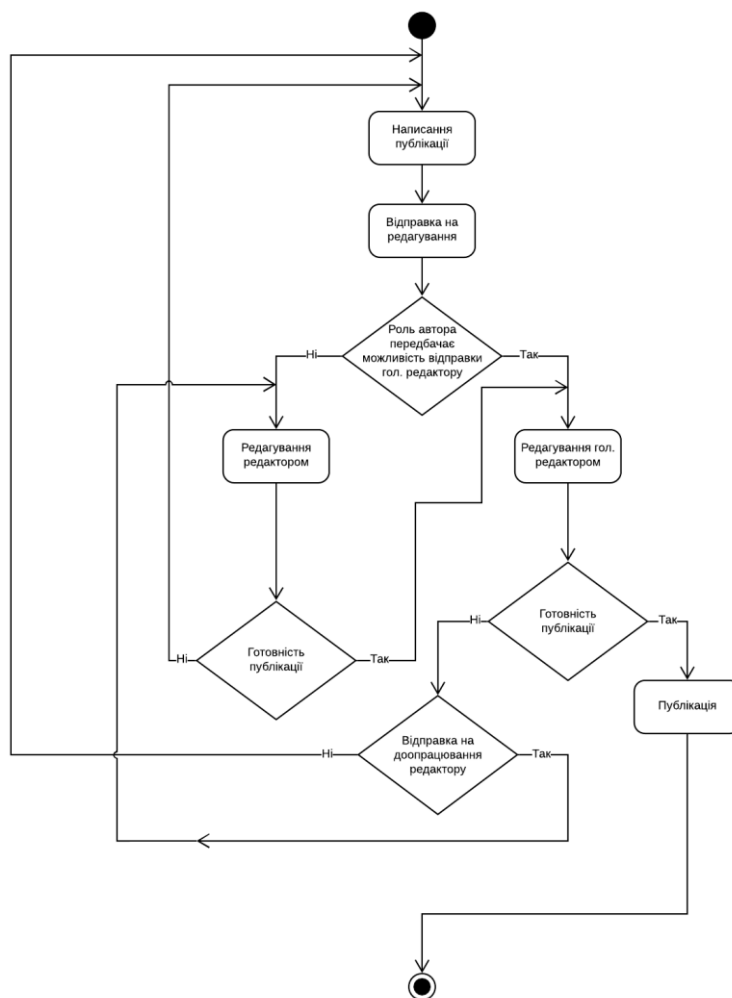 Написання
публікації
Відправка на
редагування
Роль автора
передбачає
можливість відправки
гол. редактору
Ні
Так
Редагування
редактором
Редагування гол.
редактором
Готовність
публікації
Ні
Так
Готовність
публікації
Ні
Так
Публікація
Відправка на
доопрацювання
редактору
Ні
Так